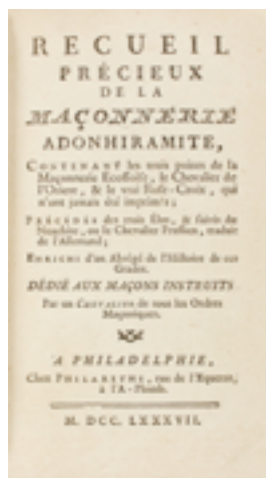 RECUEIL
PRÉCIEUX
DE LA
MAÇONNERIE
ADONHIRAMITE,
CONTENANT les trois points de la
Maçonnerie Ecossoise, le Chevalier de
l'Orient, & le vrai Rose-Croix, qui
n'ont jamais été imprimés;
PRÉCÉDÉS des trois Elus, & suivis du
Noachite, ou le Chevalier Prussien, traduit
de l'Allemand;
ENRICHI d'un Abrégé de l'Histoire de ces
Grades.
DÉDIÉ AUX MAÇONS INSTRUITS.
Par un CHEVALIER de tous les Ordres
Maçonniques.
A PHILADELPHIE,
Chez PHILARETHE, rue de l'Equerre,
à l'A-Plomb.
M. DCC. LXXXVII.